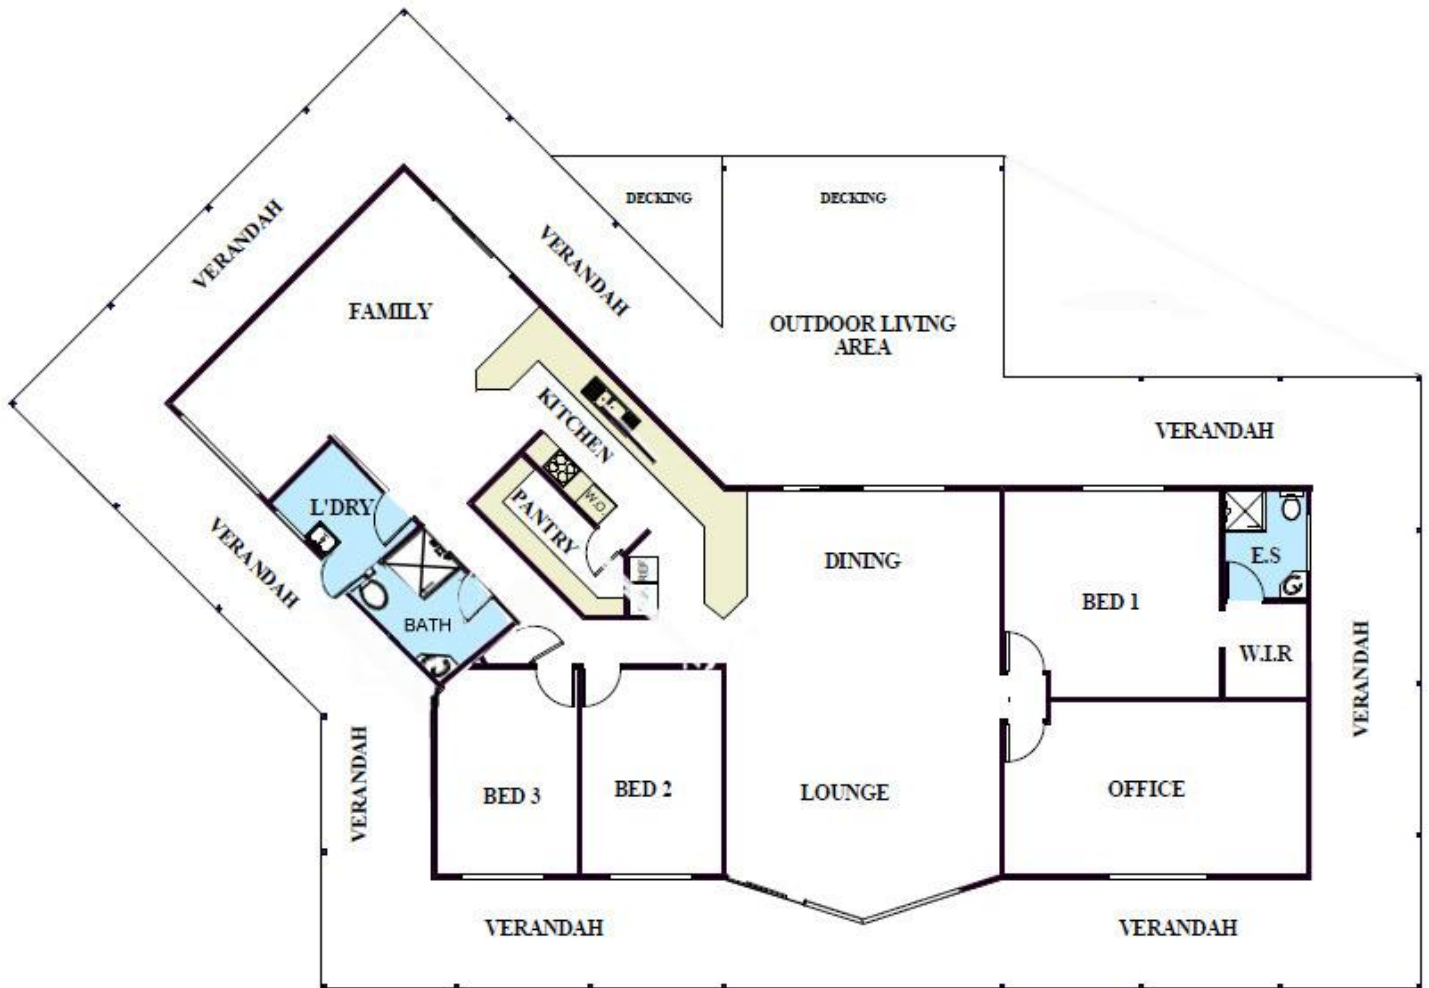 DECKING
DECKING
VERANDAH
VERANDAH
FAMILY
OUTDOOR LIVING
AREA
KITCHEN
VERANDAH
L'DRY
PANTRY
W.O.
VERANDAH
DINING
E.S
REF
BED 1
BATH
W.I.R
VERANDAH
VERANDAH
BED 3
BED 2
LOUNGE
OFFICE
VERANDAH
VERANDAH